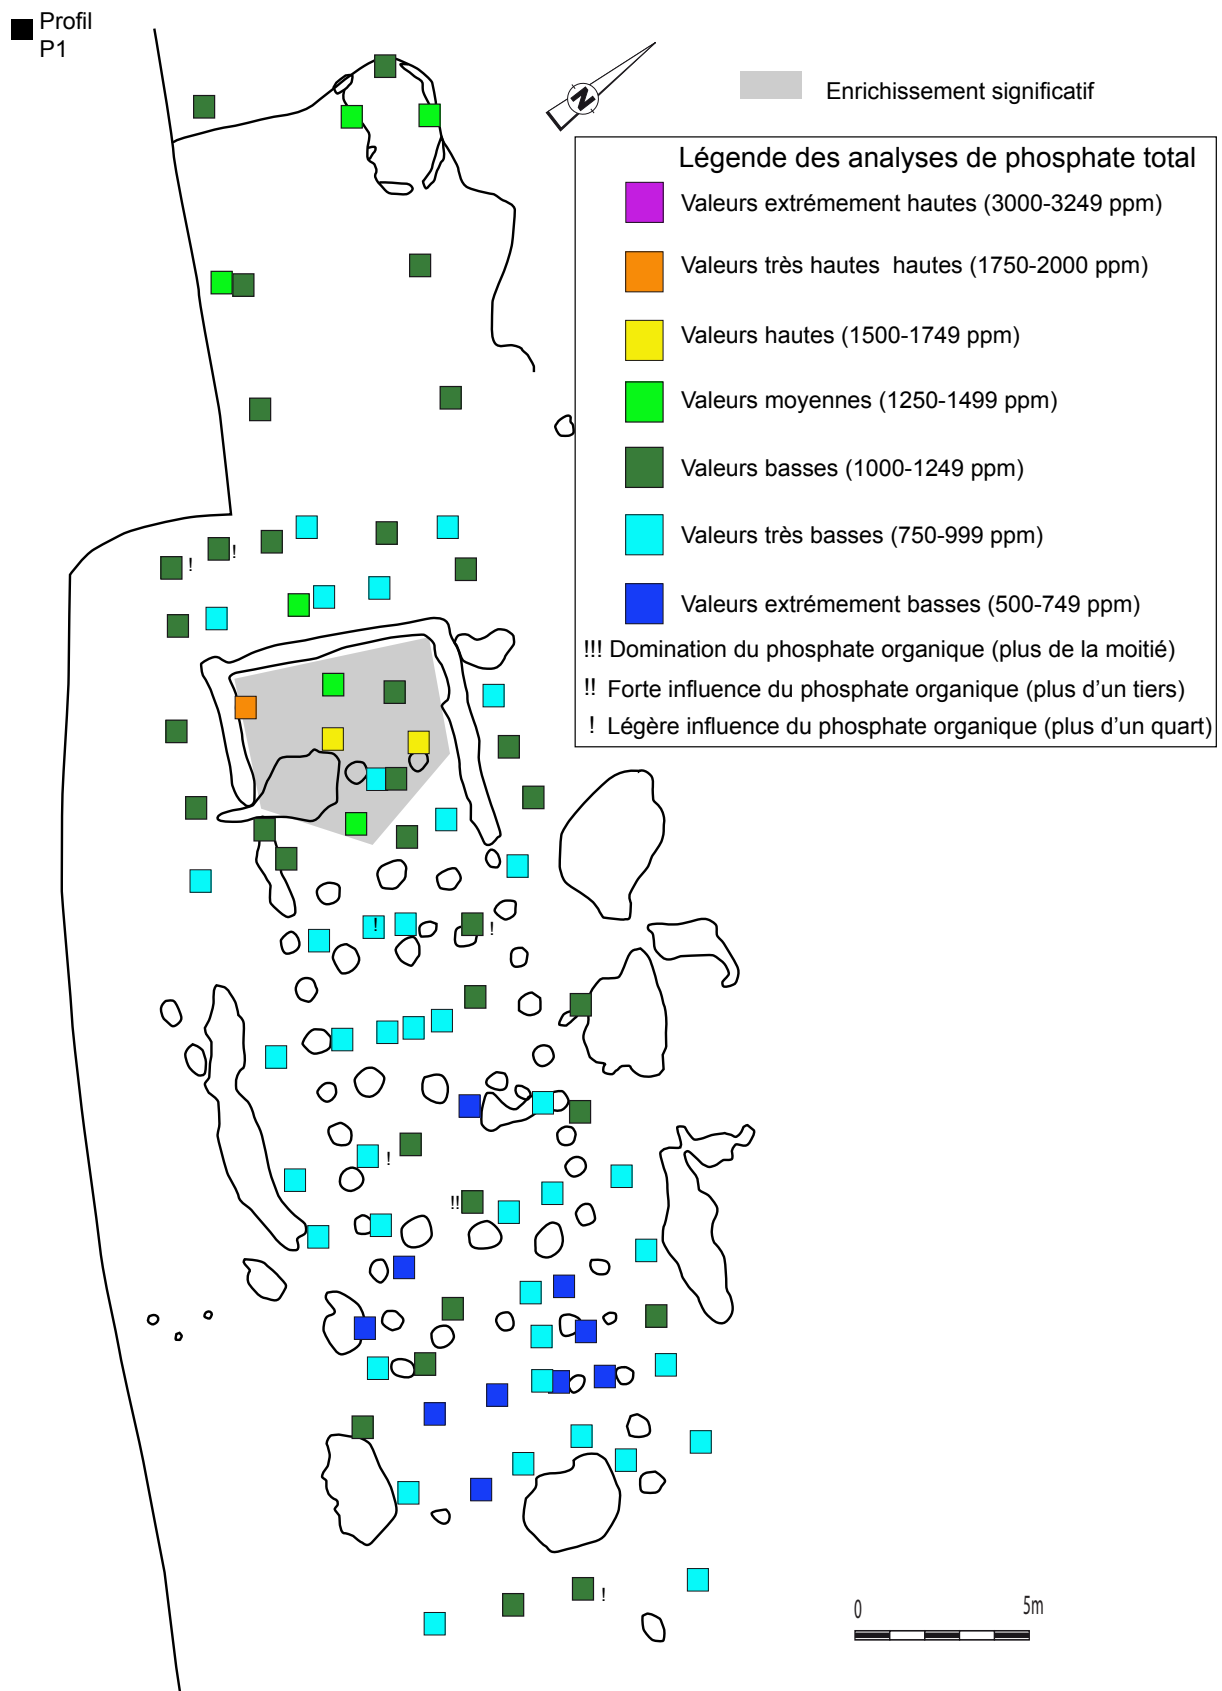 Profil
P1
N
Enrichissement significatif
Légende des analyses de phosphate total
Valeurs extrémement hautes (3000-3249 ppm)
Valeurs très hautes  hautes (1750-2000 ppm)
Valeurs hautes (1500-1749 ppm)
Valeurs moyennes (1250-1499 ppm)
Valeurs basses (1000-1249 ppm)
Valeurs très basses (750-999 ppm)
Valeurs extrémement basses (500-749 ppm)
!!! Domination du phosphate organique (plus de la moitié)
!! Forte influence du phosphate organique (plus d'un tiers)
! Légère influence du phosphate organique (plus d'un quart)
!
!
!
!
!
!!
!
0 5m